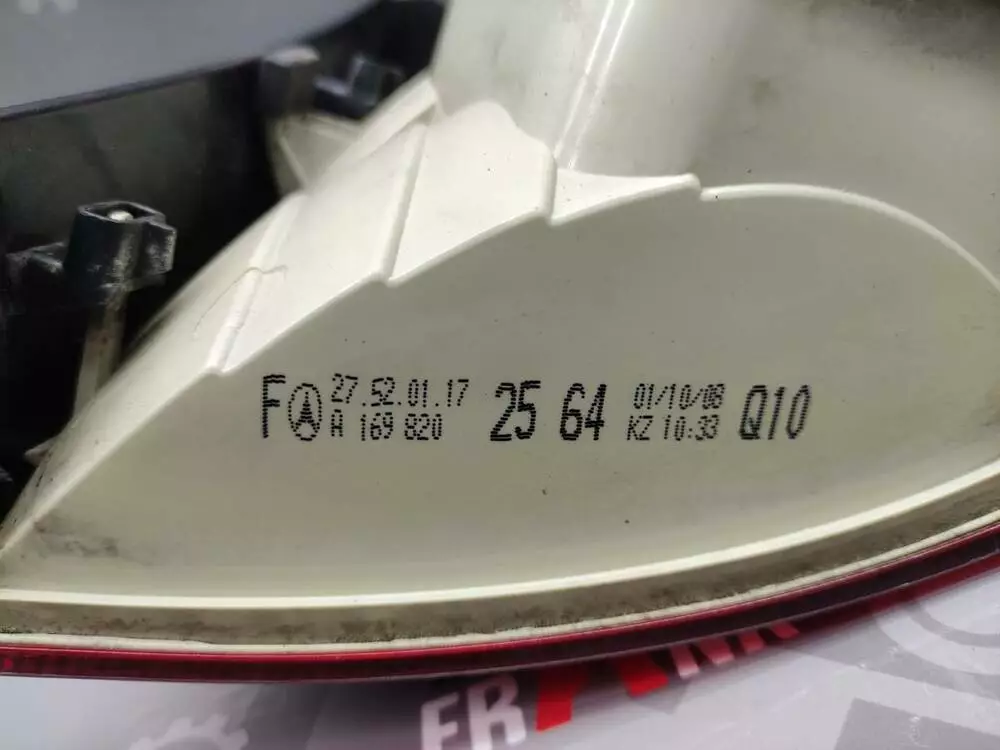 F 27.52.01.17 25 64 01/10/08 Q10
A 169 820 KZ 10:33